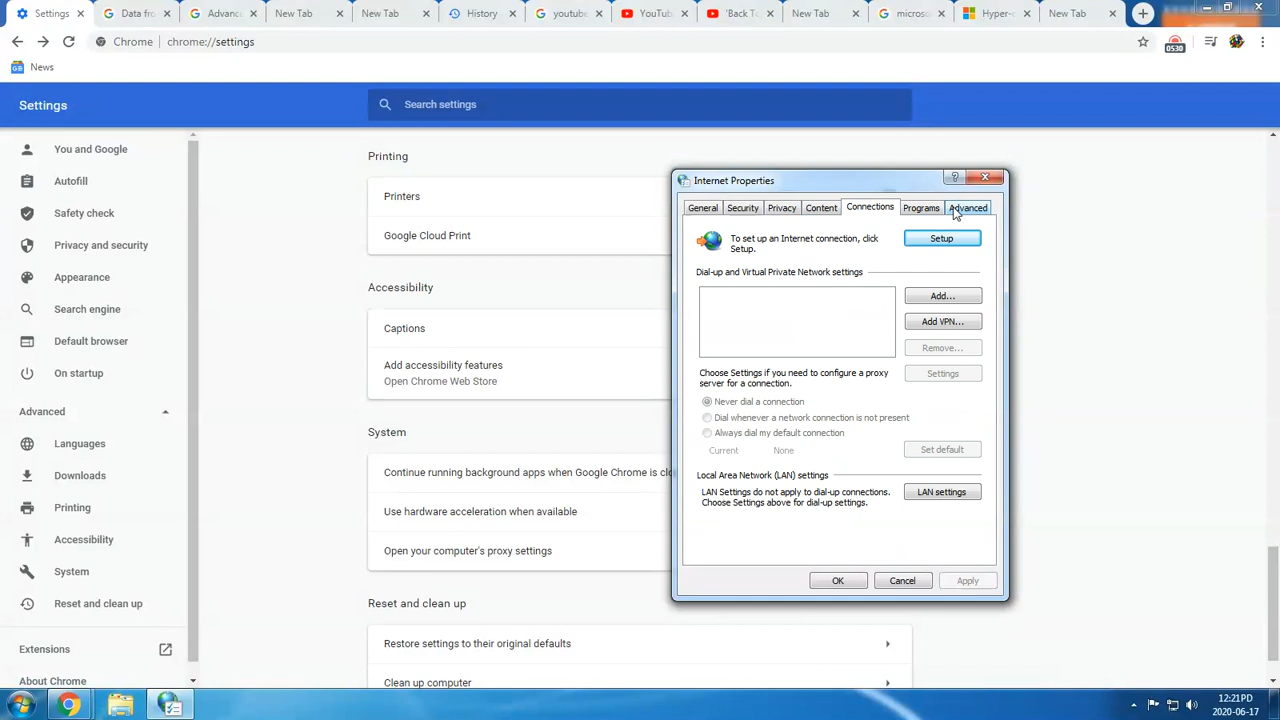 Settings
Data from
Advanc
New Tab
New Tab
History
youtube
YouTub
'Back To
New Tab
micros
Hyper-
New Tab
Chrome | chrome://settings
0530
News
Settings
Search settings
You and Google
Autofill
Safety check
Privacy and security
Appearance
Search engine
Default browser
On startup
Advanced
Languages
Downloads
Printing
Accessibility
System
Reset and clean up
Extensions
About Chrome
Printing
Printers
Google Cloud Print
Accessibility
Captions
Add accessibility features
Open Chrome Web Store
System
Continue running background apps when Google Chrome is clo
Use hardware acceleration when available
Open your computer's proxy settings
Reset and clean up
Restore settings to their original defaults
Clean up computer
Internet Properties
General
Security
Privacy
Content
Connections
Programs
Advanced
To set up an Internet connection, click
Setup.
Setup
Dial-up and Virtual Private Network settings
Add...
Add VPN...
Remove...
Choose Settings if you need to configure a proxy
server for a connection.
Settings
Never dial a connection
Dial whenever a network connection is not present
Always dial my default connection
Current
None
Set default
Local Area Network (LAN) settings
LAN Settings do not apply to dial-up connections.
Choose Settings above for dial-up settings.
LAN settings
OK
Cancel
Apply
12:21PD
2020-06-17